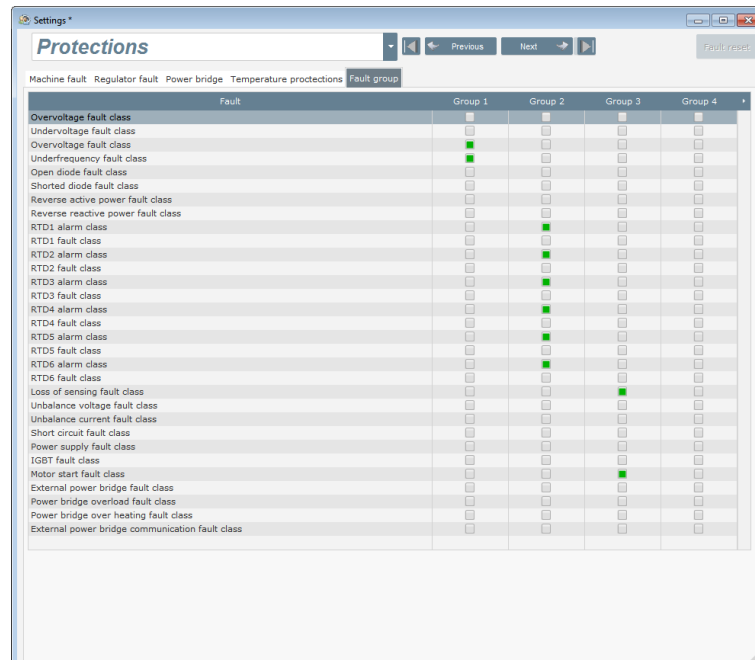 Settings *
Protections
Previous
Next
Fault reset
Machine fault Regulator fault Power bridge Temperature proctections Fault group
Fault Group 1 Group 2 Group 3 Group 4
Overvoltage fault class
Undervoltage fault class
Overvoltage fault class
Underfrequency fault class
Open diode fault class
Shorted diode fault class
Reverse active power fault class
Reverse reactive power fault class
RTD1 alarm class
RTD1 fault class
RTD2 alarm class
RTD2 fault class
RTD3 alarm class
RTD3 fault class
RTD4 alarm class
RTD4 fault class
RTD5 alarm class
RTD5 fault class
RTD6 alarm class
RTD6 fault class
Loss of sensing fault class
Unbalance voltage fault class
Unbalance current fault class
Short circuit fault class
Power supply fault class
IGBT fault class
Motor start fault class
External power bridge fault class
Power bridge overload fault class
Power bridge over heating fault class
External power bridge communication fault class